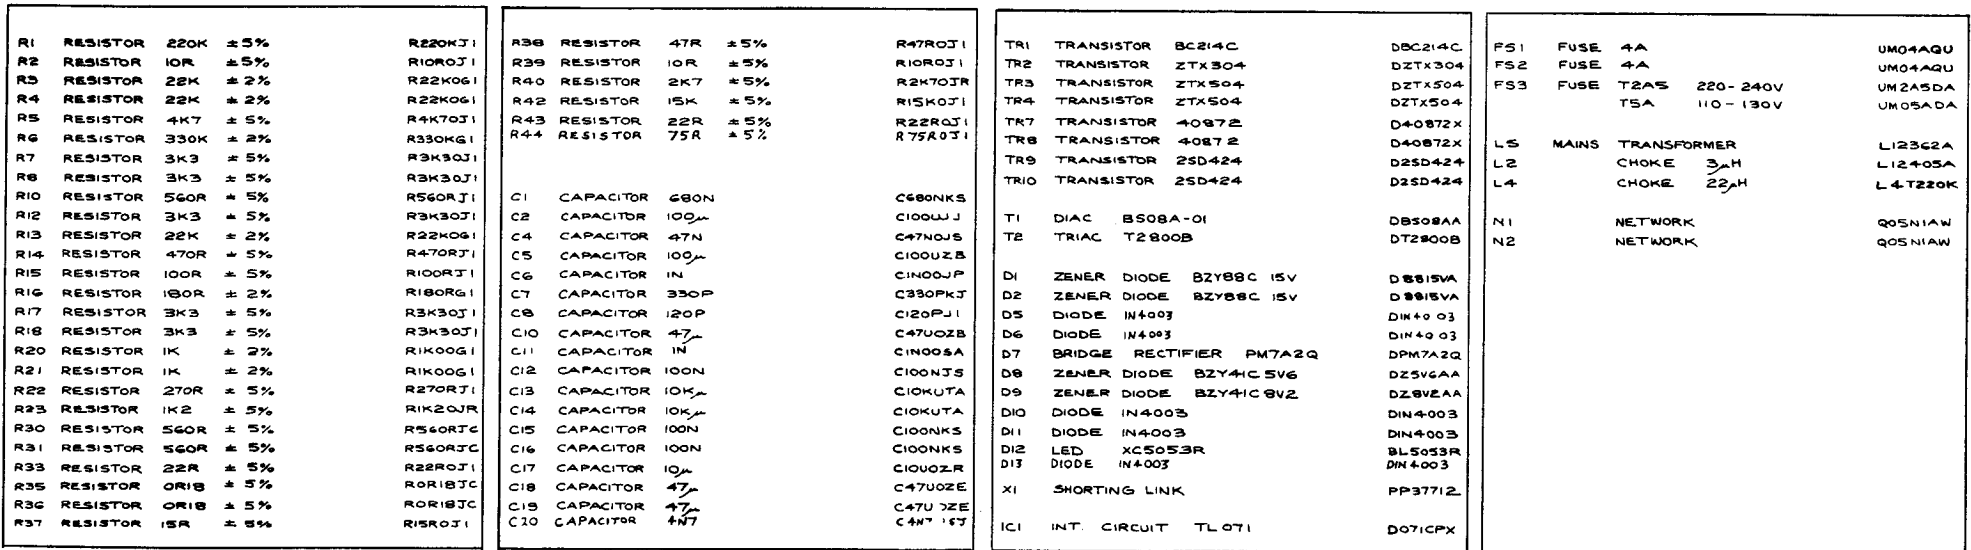 R1 RESISTOR 220K ±5% R220KJ1
R2 RESISTOR 10R ±5% R10R0J1
R3 RESISTOR 22K ±2% R22K0G1
R4 RESISTOR 22K ±2% R22K0G1
R5 RESISTOR 4K7 ±5% R4K70J1
R6 RESISTOR 330K ±2% R330KG1
R7 RESISTOR 3K3 ±5% R3K30J1
R8 RESISTOR 3K3 ±5% R3K30J1
R10 RESISTOR 560R ±5% R560RJ1
R12 RESISTOR 3K3 ±5% R3K30J1
R13 RESISTOR 22K ±2% R22K0G1
R14 RESISTOR 470R ±5% R470RJ1
R15 RESISTOR 100R ±5% R100RJ1
R16 RESISTOR 180R ±2% R180RG1
R17 RESISTOR 3K3 ±5% R3K30J1
R18 RESISTOR 3K3 ±5% R3K30J1
R20 RESISTOR 1K ±2% R1K00G1
R21 RESISTOR 1K ±2% R1K00G1
R22 RESISTOR 270R ±5% R270RJ1
R23 RESISTOR 1K2 ±5% R1K20JR
R30 RESISTOR 560R ±5% R560RJC
R31 RESISTOR 560R ±5% R560RJC
R33 RESISTOR 22R ±5% R22R0J1
R35 RESISTOR 0R18 ±5% R0R18JC
R36 RESISTOR 0R18 ±5% R0R18JC
R37 RESISTOR 15R ±5% R15R0J1
R38 RESISTOR 47R ±5% R47R0J1
R39 RESISTOR 10R ±5% R10R0J1
R40 RESISTOR 2K7 ±5% R2K70JR
R42 RESISTOR 15K ±5% R15K0J1
R43 RESISTOR 22R ±5% R22R0J1
R44 RESISTOR 75R ±5% R75R0J1
C1 CAPACITOR 680N C680NKS
C2 CAPACITOR 100µ C100UJJ
C4 CAPACITOR 47N C47N0JS
C5 CAPACITOR 100µ C100UZB
C6 CAPACITOR 1N C1N00JP
C7 CAPACITOR 330P C330PKJ
C8 CAPACITOR 120P C120PJ1
C10 CAPACITOR 47µ C47U0ZB
C11 CAPACITOR 1N C1N00SA
C12 CAPACITOR 100N C100NJS
C13 CAPACITOR 10Kµ C10KUTA
C14 CAPACITOR 10Kµ C10KUTA
C15 CAPACITOR 100N C100NKS
C16 CAPACITOR 100N C100NKS
C17 CAPACITOR 10µ C10U0ZR
C18 CAPACITOR 47µ C47U0ZE
C19 CAPACITOR 47µ C47U0ZE
C20 CAPACITOR 4N7
TR1 TRANSISTOR BC214C DBC214C
TR2 TRANSISTOR ZTX304 DZTX304
TR3 TRANSISTOR ZTX504 DZTX504
TR4 TRANSISTOR ZTX504 DZTX504
TR7 TRANSISTOR 40872 D40872X
TR8 TRANSISTOR 40872 D40872X
TR9 TRANSISTOR 2SD424 D2SD424
TR10 TRANSISTOR 2SD424 D2SD424
T1 DIAC BS08A-01 DBS08AA
T2 TRIAC T2800B DT2800B
D1 ZENER DIODE BZY88C 15V D8815VA
D2 ZENER DIODE BZY88C 15V D8815VA
D5 DIODE IN4003 DIN4003
D6 DIODE IN4003 DIN4003
D7 BRIDGE RECTIFIER PM7A2Q DPM7A2Q
D8 ZENER DIODE BZY41C 5V6 DZ5V6AA
D9 ZENER DIODE BZY41C 8V2 DZ8V2AA
D10 DIODE IN4003 DIN4003
D11 DIODE IN4003 DIN4003
D12 LED XC5053R BL5053R
D13 DIODE IN4003 DIN4003
X1 SHORTING LINK PP37712
IC1 INT. CIRCUIT TL071 D071CPX
FS1 FUSE 4A UM04AQU
FS2 FUSE 4A UM04AQU
FS3 FUSE T2A5 220-240V UM2A5DA
T5A 110-130V UM05ADA
L5 MAINS TRANSFORMER L12362A
L2 CHOKE 3µH L12405A
L4 CHOKE 22µH L4T220K
N1 NETWORK Q05N1AW
N2 NETWORK Q05N1AW